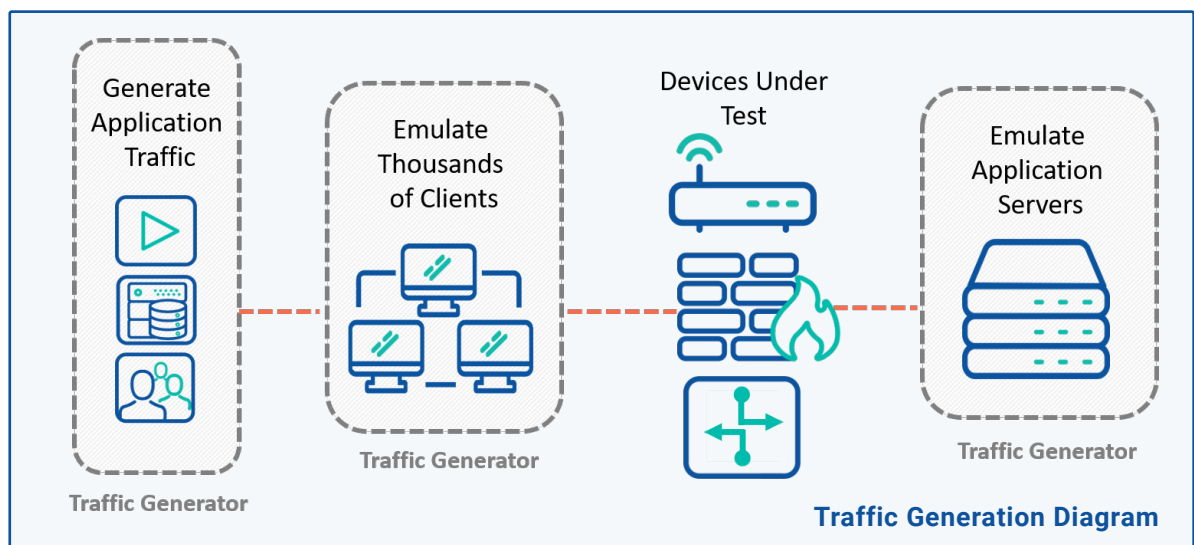 Generate
Application
Traffic
Traffic Generator
Emulate
Thousands
of Clients
Traffic Generator
Devices Under
Test
Emulate
Application
Servers
Traffic Generator
Traffic Generation Diagram